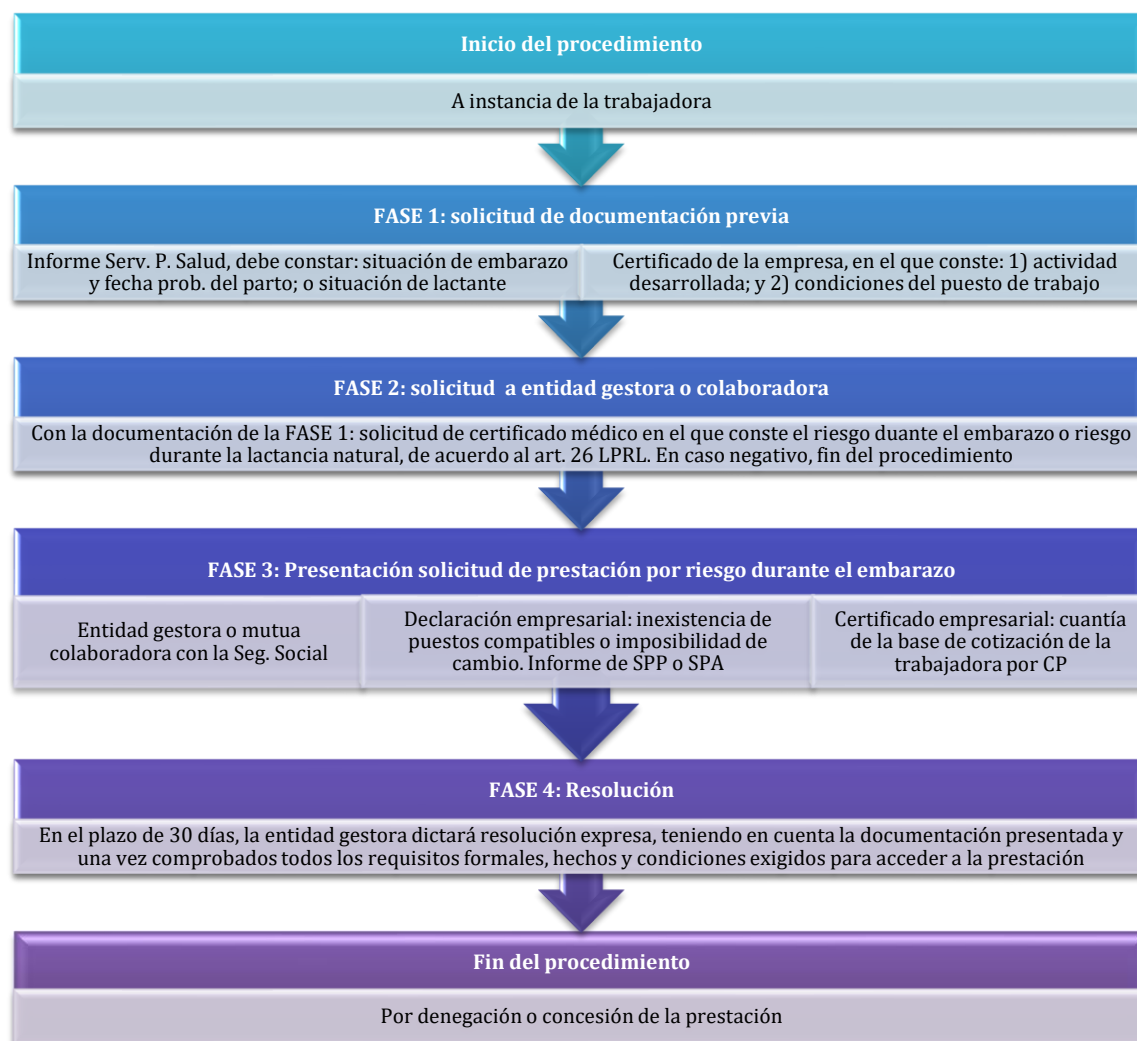 Inicio del procedimiento
A instancia de la trabajadora
FASE 1: solicitud de documentación previa
Informe Serv. P. Salud, debe constar: situación de embarazo
y fecha prob. del parto; o situación de lactante
Certificado de la empresa, en el que conste: 1) actividad
desarrollada; y 2) condiciones del puesto de trabajo
FASE 2: solicitud a entidad gestora o colaboradora
Con la documentación de la FASE 1: solicitud de certificado médico en el que conste el riesgo duante el embarazo o riesgo
durante la lactancia natural, de acuerdo al art. 26 LPRL. En caso negativo, fin del procedimiento
FASE 3: Presentación solicitud de prestación por riesgo durante el embarazo
Entidad gestora o mutua
colaboradora con la Seg. Social
Declaración empresarial: inexistencia de
puestos compatibles o imposibilidad de
cambio. Informe de SPP o SPA
Certificado empresarial: cuantía
de la base de cotización de la
trabajadora por CP
FASE 4: Resolución
En el plazo de 30 días, la entidad gestora dictará resolución expresa, teniendo en cuenta la documentación presentada y
una vez comprobados todos los requisitos formales, hechos y condiciones exigidos para acceder a la prestación
Fin del procedimiento
Por denegación o concesión de la prestación